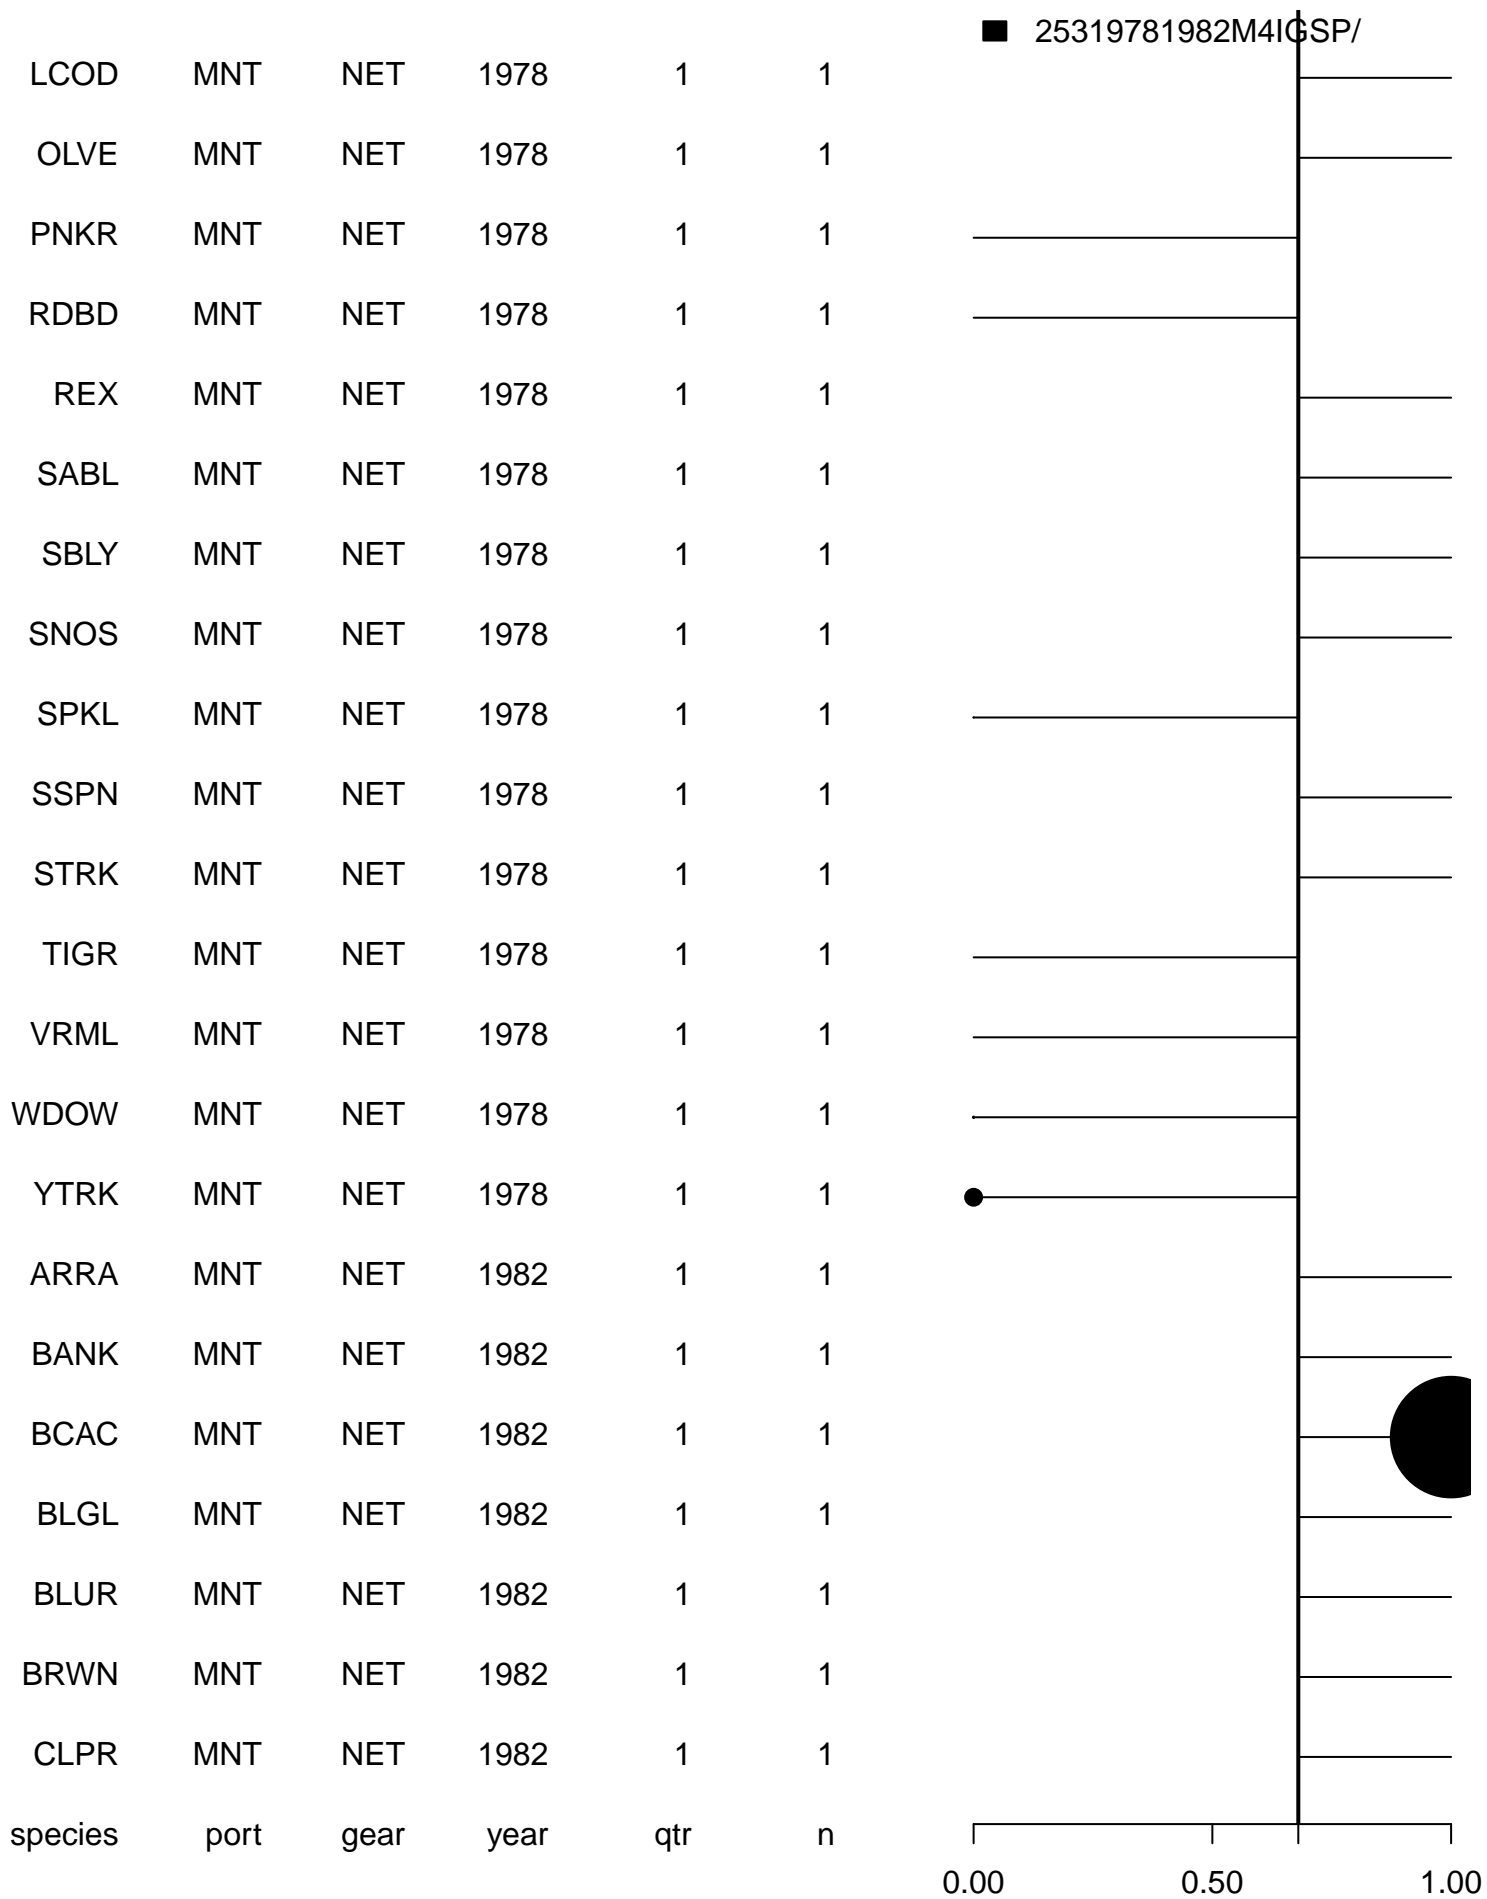 25319781982M4IGSP/
LCOD MNT NET 1978 1 1
OLVE MNT NET 1978 1 1
PNKR MNT NET 1978 1 1
RDBD MNT NET 1978 1 1
REX MNT NET 1978 1 1
SABL MNT NET 1978 1 1
SBLY MNT NET 1978 1 1
SNOS MNT NET 1978 1 1
SPKL MNT NET 1978 1 1
SSPN MNT NET 1978 1 1
STRK MNT NET 1978 1 1
TIGR MNT NET 1978 1 1
VRML MNT NET 1978 1 1
WDOW MNT NET 1978 1 1
YTRK MNT NET 1978 1 1
ARRA MNT NET 1982 1 1
BANK MNT NET 1982 1 1
BCAC MNT NET 1982 1 1
BLGL MNT NET 1982 1 1
BLUR MNT NET 1982 1 1
BRWN MNT NET 1982 1 1
CLPR MNT NET 1982 1 1
species port gear year qtr n
0.00 0.50 1.00